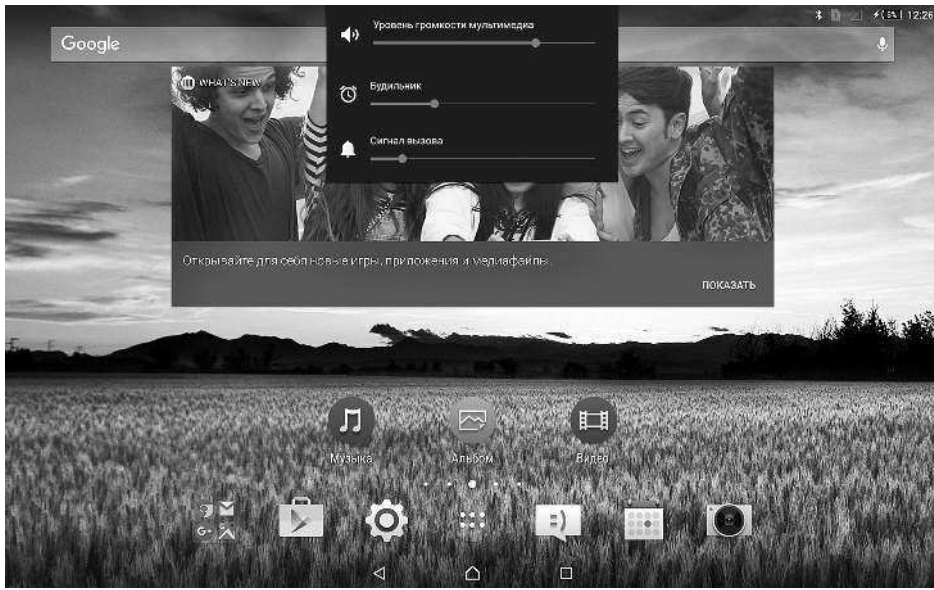 Уровень громкости мультимедиа
8% 12:26
Google
WHAT'S NEW
Будильник
Сигнал вызова
Открывайте для себя новые игры, приложения и медиафайлы.
ПОКАЗАТЬ
Музыка
Альбом
Видео